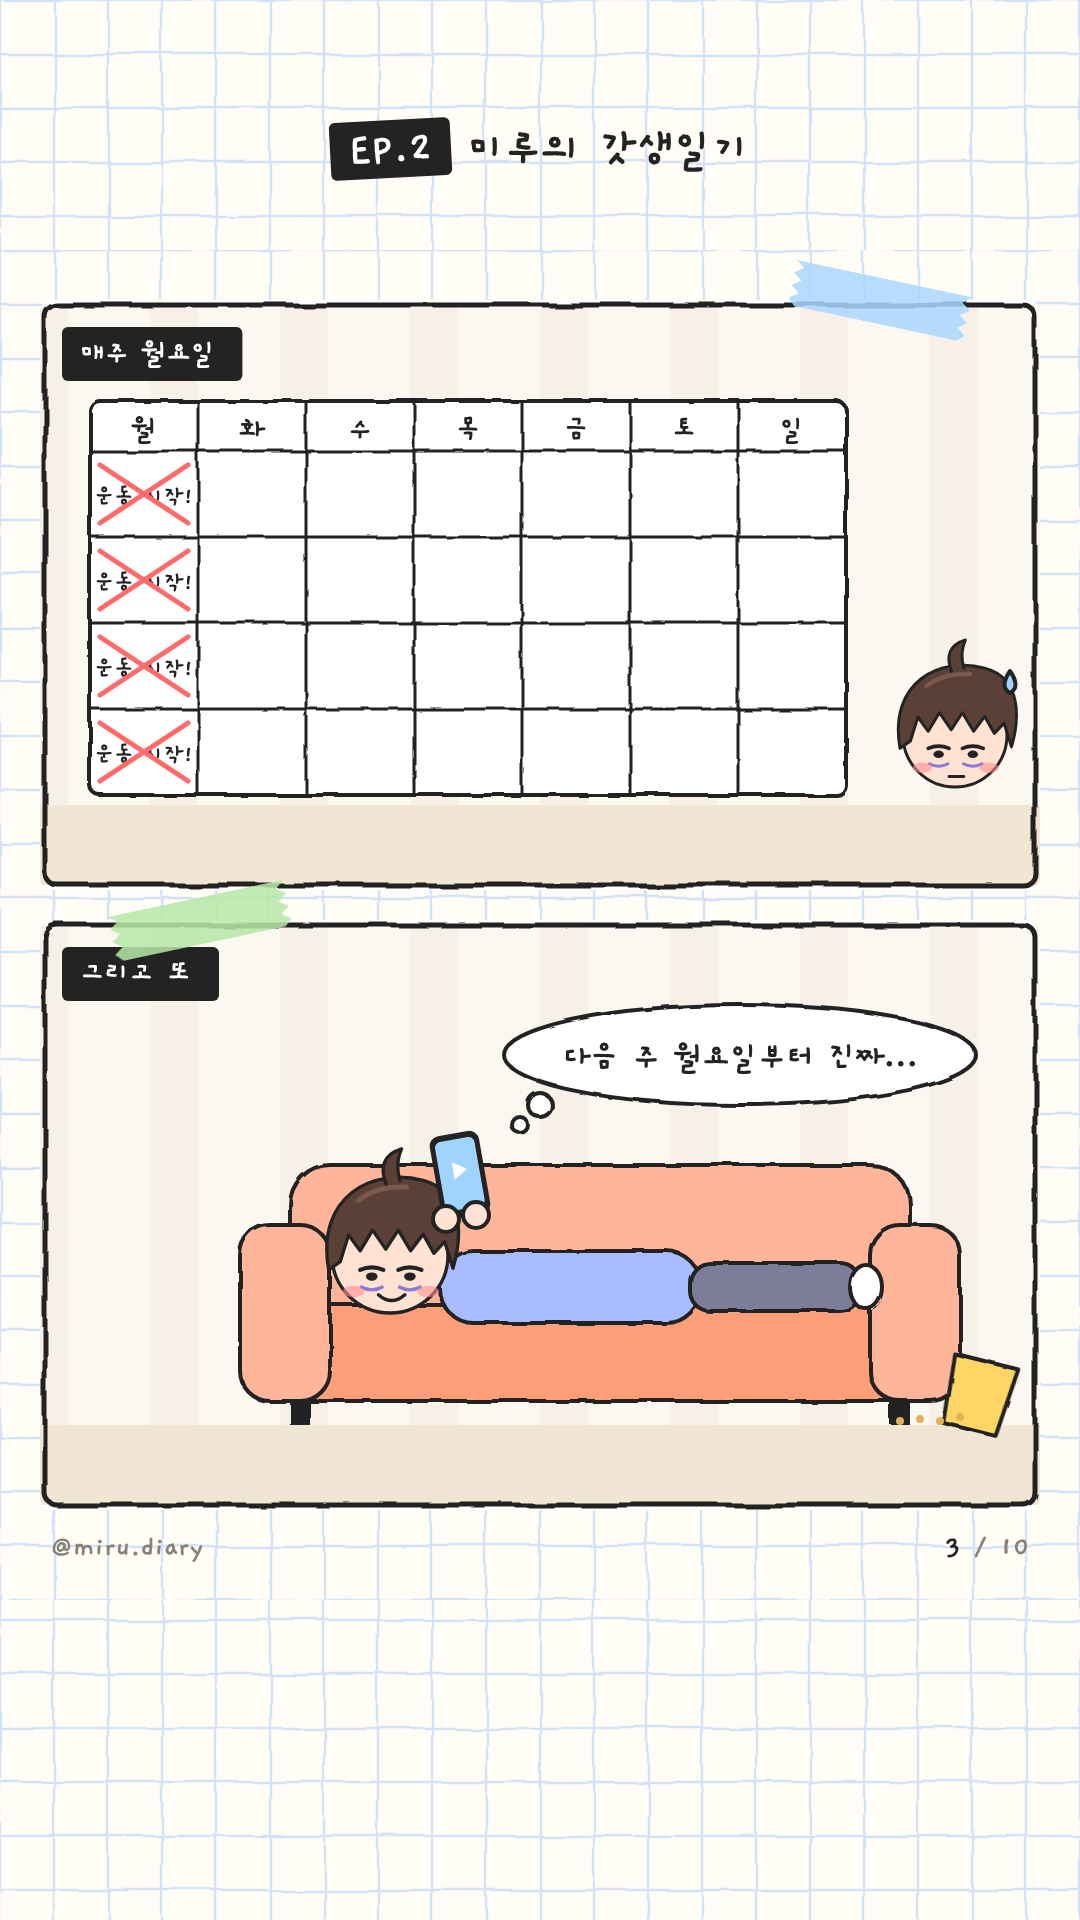 EP.2 미루의 갓생일기
매주 월요일
월 화 수 목 금 토 일
운동 시작!
운동 시작!
운동 시작!
운동 시작!
그리고 또
다음 주 월요일부터 진짜...
@miru.diary
3 / 10